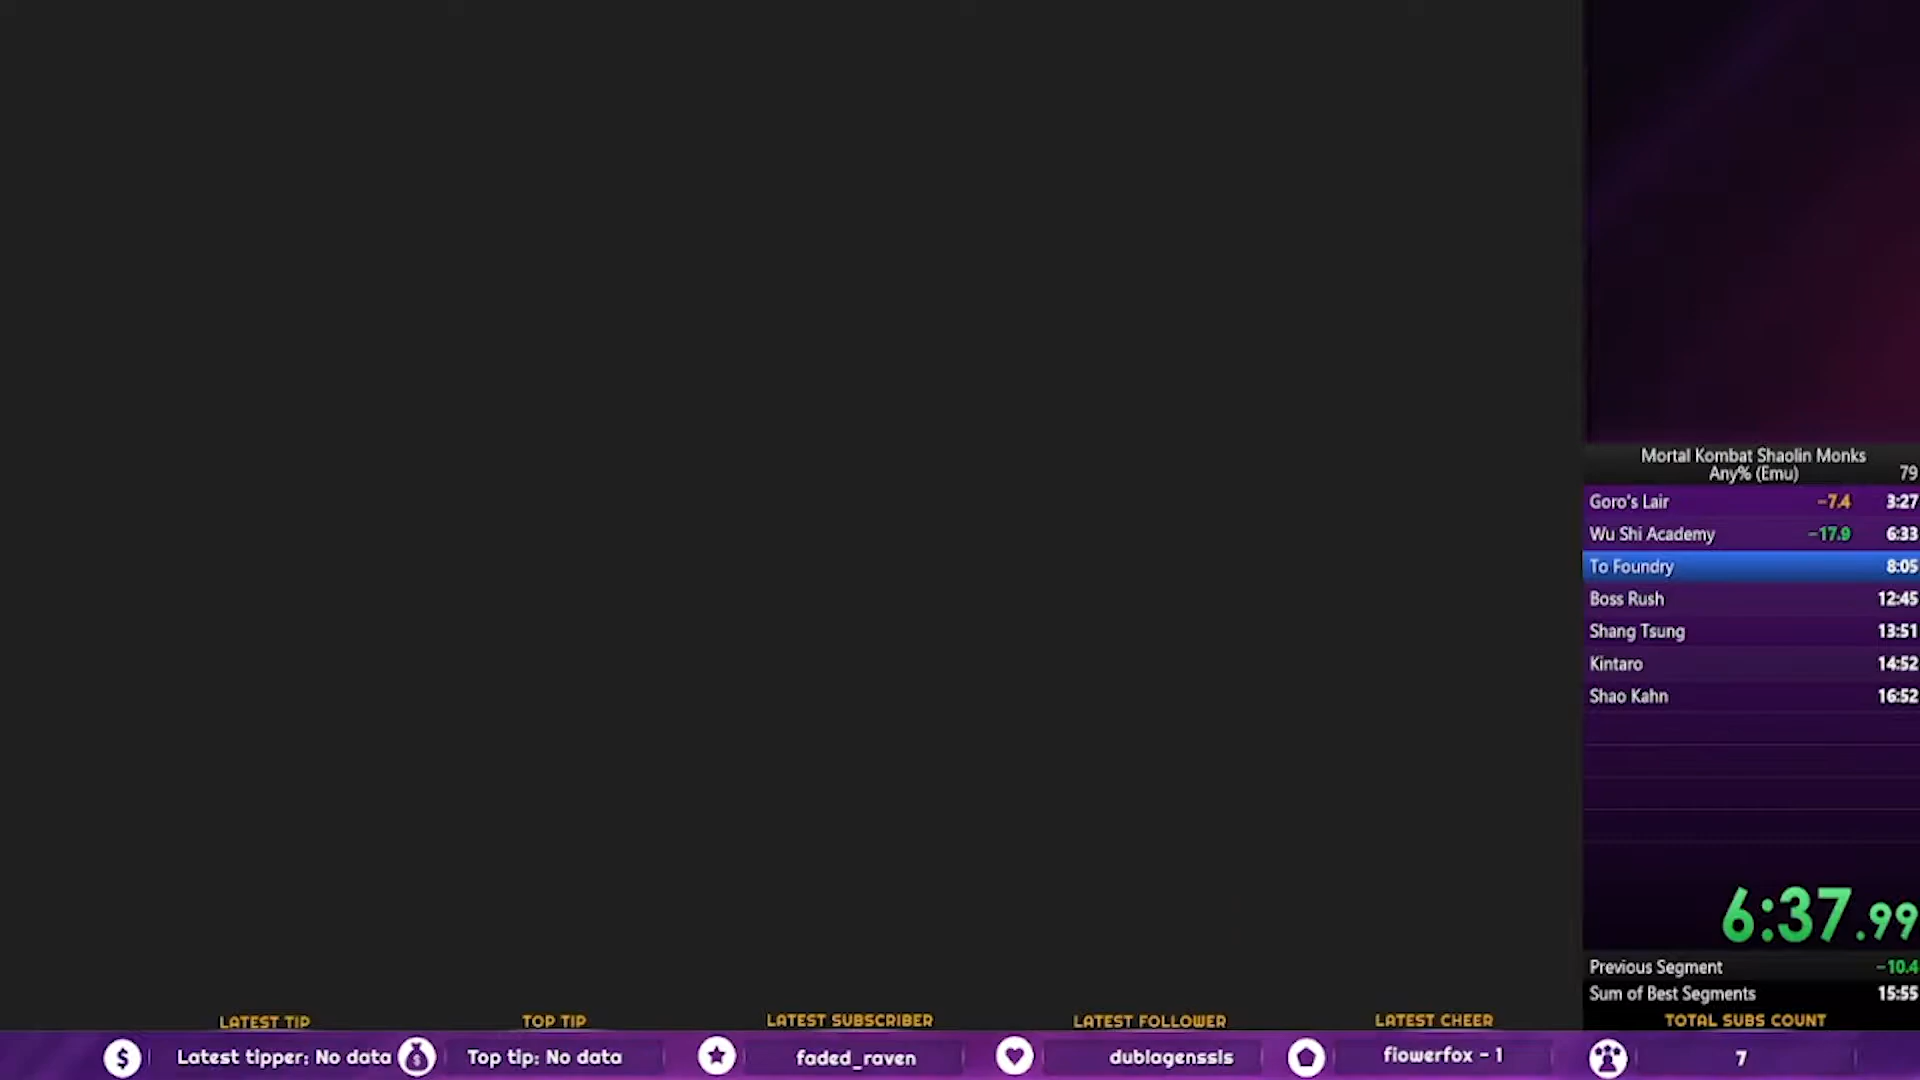 Mortal Kombat Shaolin Monks
Any% (Emu) 79
Goro's Lair -7.4 3:27
Wu Shi Academy -17.9 6:33
To Foundry 8:05
Boss Rush 12:45
Shang Tsung 13:51
Kintaro 14:52
Shao Kahn 16:52
6:37.99
Previous Segment -10.4
Sum of Best Segments 15:55
LATEST TIP TOP TIP LATEST SUBSCRIBER LATEST FOLLOWER LATEST CHEER TOTAL SUBS COUNT
Latest tipper: No data Top tip: No data faded_raven dublagenssis flowerfox - 1 7